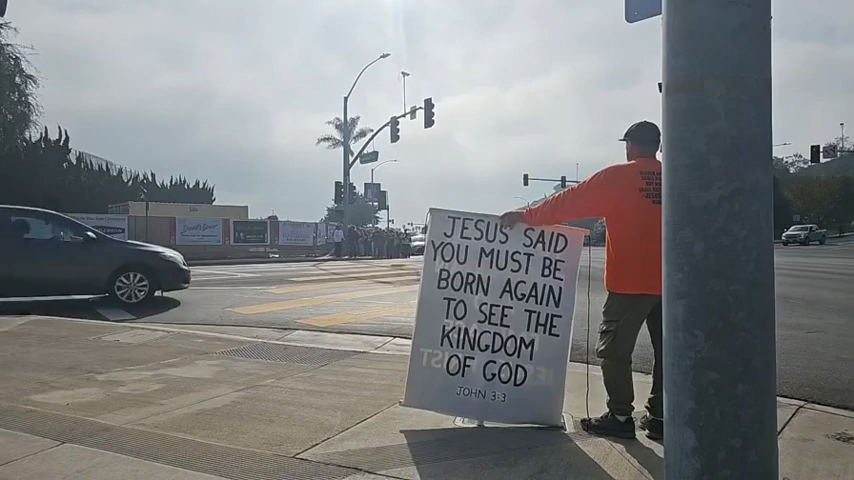 JESUS SAID
YOU MUST BE
BORN AGAIN
TO SEE THE
KINGDOM
OF GOD
JOHN 3:3